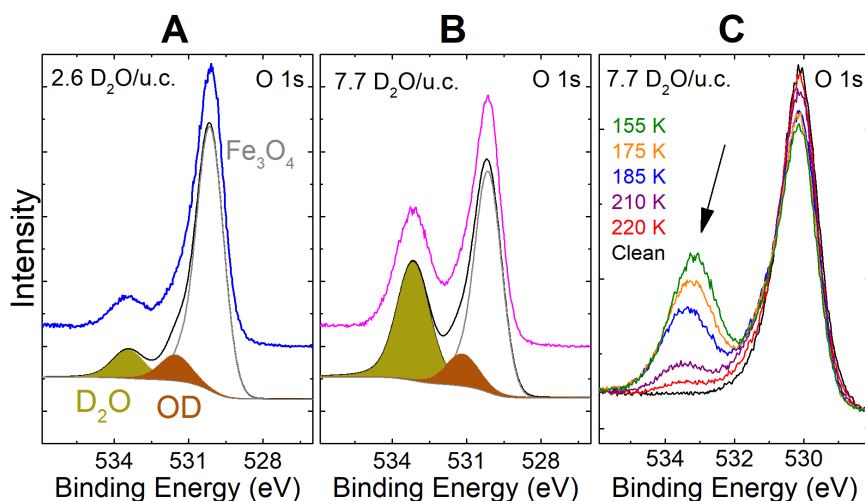 A
B
C
2.6 D₂O/u.c.
O 1s
7.7 D₂O/u.c.
O 1s
7.7 D₂O/u.c.
O 1s
Fe₃O₄
155 K
175 K
185 K
210 K
220 K
Clean
Intensity
D₂O
OD
534 531 528
534 531 528
534 532 530
Binding Energy (eV)
Binding Energy (eV)
Binding Energy (eV)